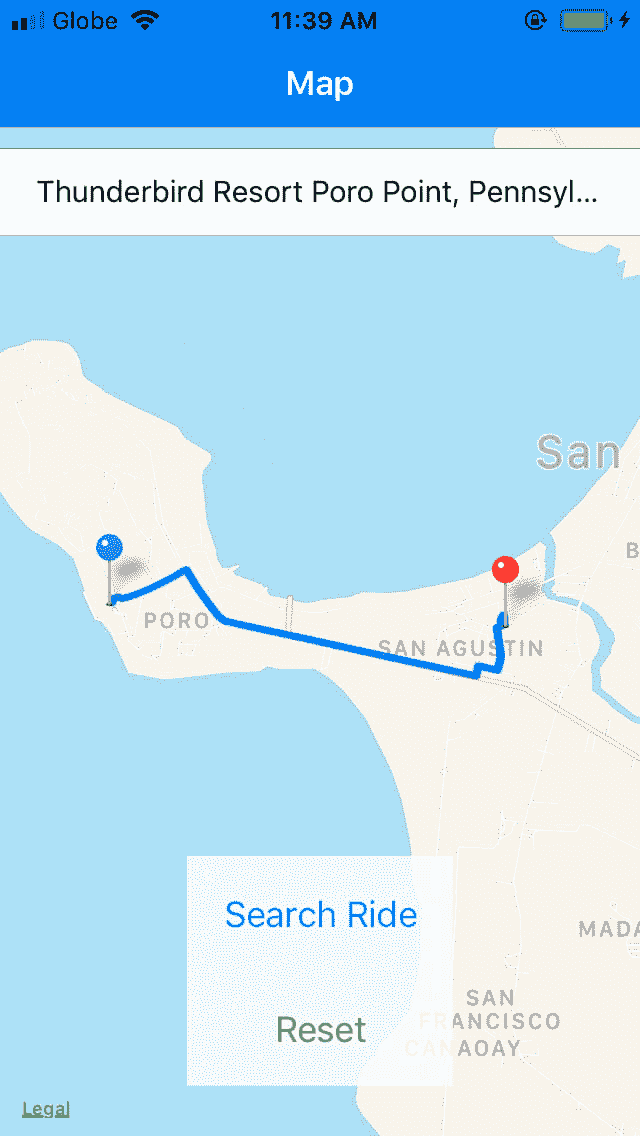 Globe 11:39 AM
Map
Thunderbird Resort Poro Point, Pennsyl...
San
B
PORO
SAN AGUSTIN
Search Ride
MADA
SAN
FRANCISCO
CANAOAY
Reset
Legal